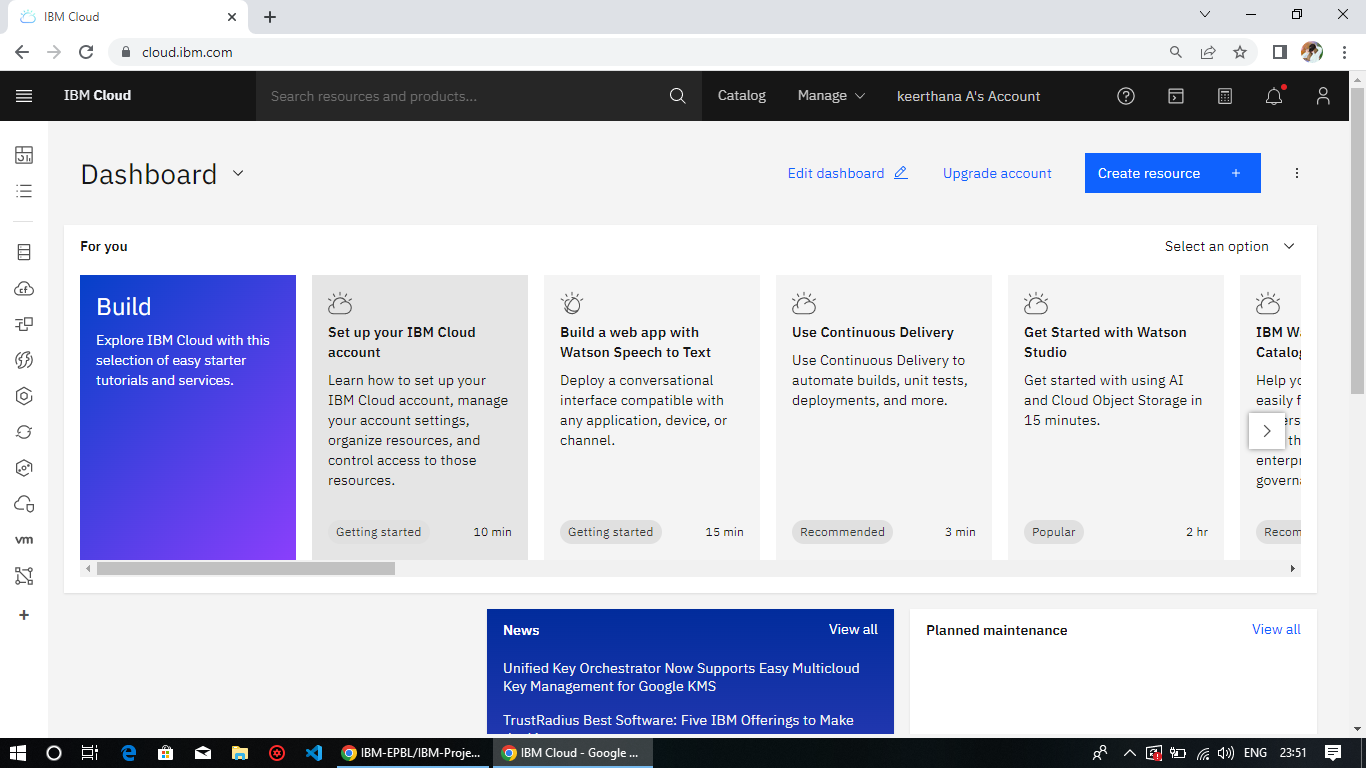 IBM Cloud
cloud.ibm.com
IBM Cloud
Search resources and products...
Catalog
Manage
keerthana A's Account
Dashboard
Edit dashboard
Upgrade account
Create resource +
For you
Select an option
Build
Explore IBM Cloud with this
selection of easy starter
tutorials and services.
Set up your IBM Cloud
account
Learn how to set up your
IBM Cloud account, manage
your account settings,
organize resources, and
control access to those
resources.
Getting started
10 min
Build a web app with
Watson Speech to Text
Deploy a conversational
interface compatible with
any application, device, or
channel.
Getting started
15 min
Use Continuous Delivery
Use Continuous Delivery to
automate builds, unit tests,
deployments, and more.
Recommended
3 min
Get Started with Watson
Studio
Get started with using AI
and Cloud Object Storage in
15 minutes.
Popular
2 hr
IBM
Catalog
Help
easily
vm
News
View all
Unified Key Orchestrator Now Supports Easy Multicloud
Key Management for Google KMS
TrustRadius Best Software: Five IBM Offerings to Make
Planned maintenance
View all
IBM-EPBL/IBM-Proje...
IBM Cloud - Google ...
ENG
23:51